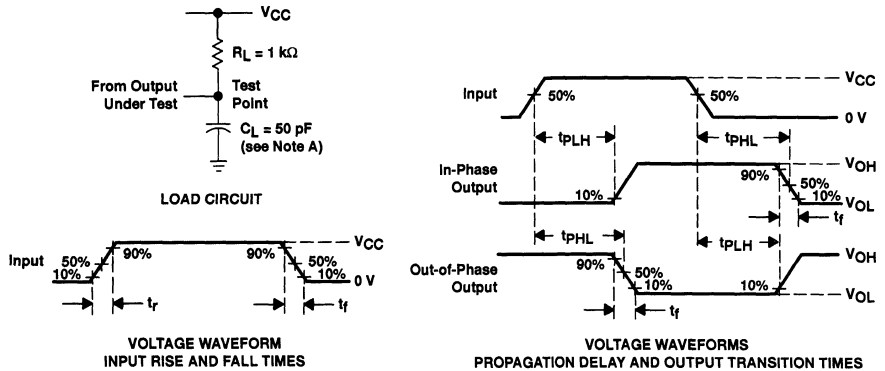 VCC
RL = 1 kΩ
From Output
Under Test
Test
Point
CL = 50 pF
(see Note A)
LOAD CIRCUIT
Input
50%
10%
90%
90%
50%
10%
VCC
0 V
tr
tf
VOLTAGE WAVEFORM
INPUT RISE AND FALL TIMES
Input
50%
50%
VCC
0 V
tPLH
tPHL
In-Phase
Output
10%
90%
50%
10%
VOH
VOL
tf
tPHL
tPLH
Out-of-Phase
Output
90%
50%
10%
10%
VOH
VOL
tf
VOLTAGE WAVEFORMS
PROPAGATION DELAY AND OUTPUT TRANSITION TIMES